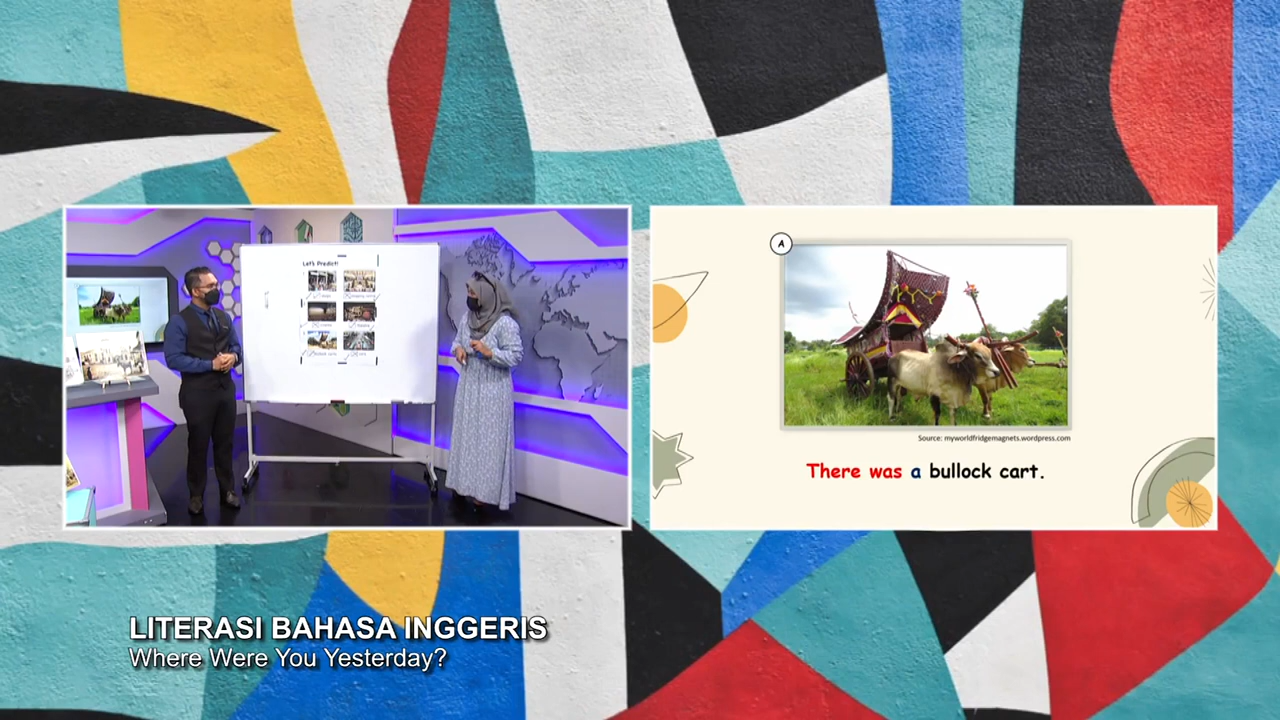 Let's Predict!
A
Source: myworldfridgemagnets.wordpress.com
There was a bullock cart.
LITERASI BAHASA INGGERIS
Where Were You Yesterday?